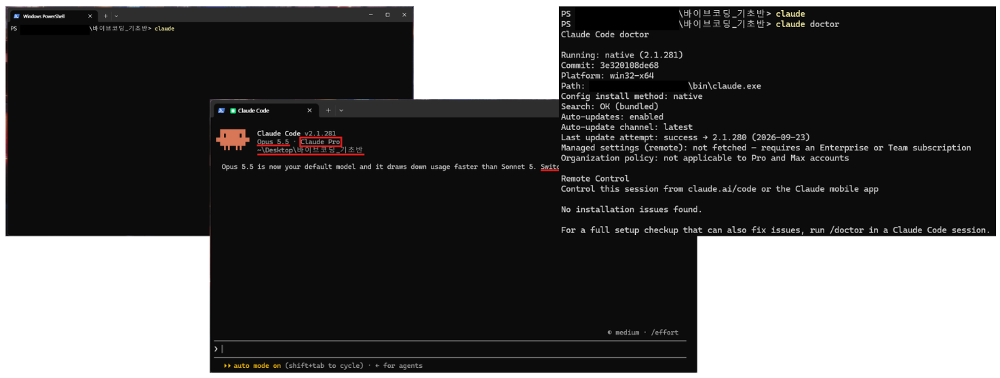 Windows PowerShell
PS \바이브코딩_기초반> claude
Claude Code
Claude Code v2.1.281
Opus 5.5 · Claude Pro
~\Desktop\바이브코딩_기초반
Opus 5.5 is now your default model and it draws down usage faster than Sonnet 5.
◐ medium · /effort
❯
⏵⏵ auto mode on (shift+tab to cycle) · ← for agents
PS \바이브코딩_기초반> claude
PS \바이브코딩_기초반> claude doctor
Claude Code doctor
Running: native (2.1.281)
Commit: 3e320108de68
Platform: win32-x64
Path: \bin\claude.exe
Config install method: native
Search: OK (bundled)
Auto-updates: enabled
Auto-update channel: latest
Last update attempt: success → 2.1.280 (2026-09-23)
Managed settings (remote): not fetched — requires an Enterprise or Team subscription
Organization policy: not applicable to Pro and Max accounts
Remote Control
Control this session from claude.ai/code or the Claude mobile app
No installation issues found.
For a full setup checkup that can also fix issues, run /doctor in a Claude Code session.